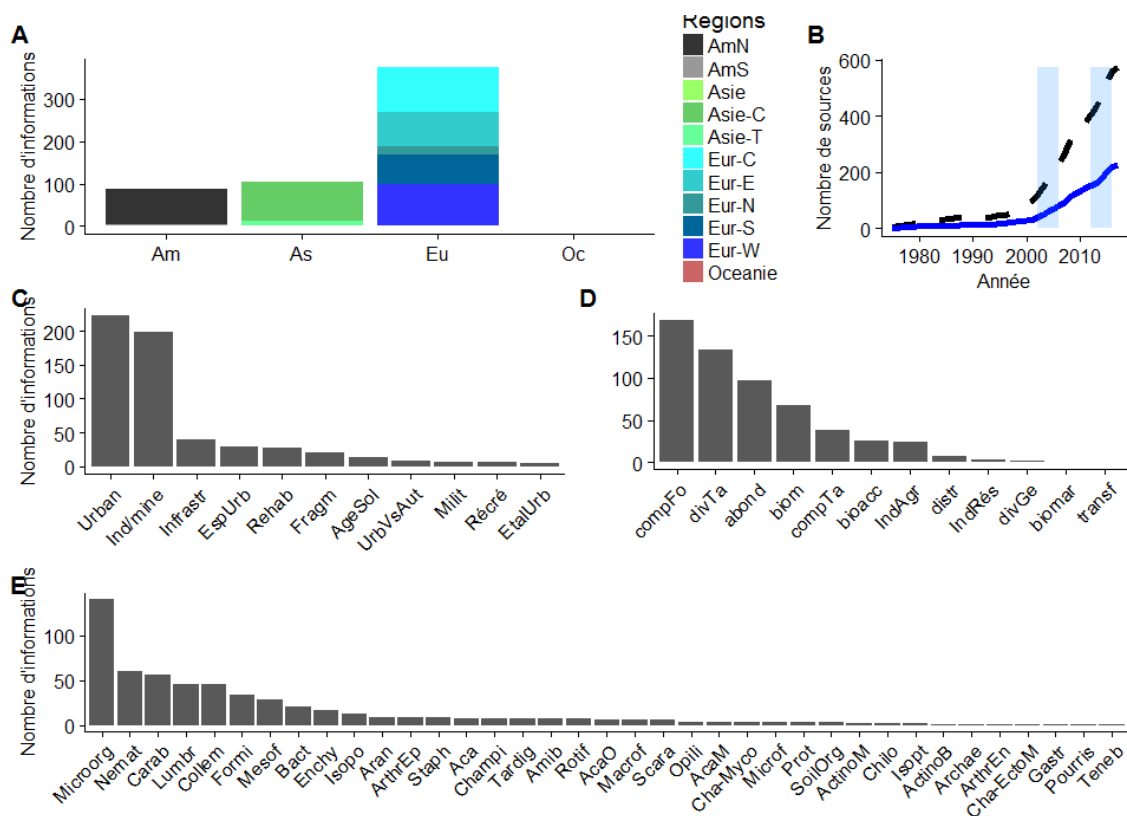 A
Nombre d'informations
300
200
100
0
Am
As
Eu
Oc
Régions
AmN
AmS
Asie
Asie-C
Asie-T
Eur-C
Eur-E
Eur-N
Eur-S
Eur-W
Oceanie
B
Nombre de sources
600
400
200
0
1980
1990
2000
2010
Année
C
Nombre d'informations
200
150
100
50
0
Urban
Ind/mine
Infrastr
EspUrb
Rehab
Fragm
AgeSol
UrbVsAut
Milit
Récré
EtalUrb
D
150
100
50
0
compFo
divTa
abond
biom
compTa
bioacc
IndAgr
distr
IndRés
divGe
biomar
transf
E
Nombre d'informations
100
50
0
Microorg
Nemat
Carab
Lumbr
Collem
Formi
Mesof
Bact
Enchy
Isopo
Aran
ArthrEp
Staph
Aca
Champi
Tardig
Amib
Rotif
AcaO
Macrof
Scara
Opilli
AcaM
Cha-Myco
Microf
Prot
SoilOrg
ActinoM
Chilo
Isopt
ActinoB
Archae
ArthrEn
Cha-EctoM
Gastr
Pourris
Teneb